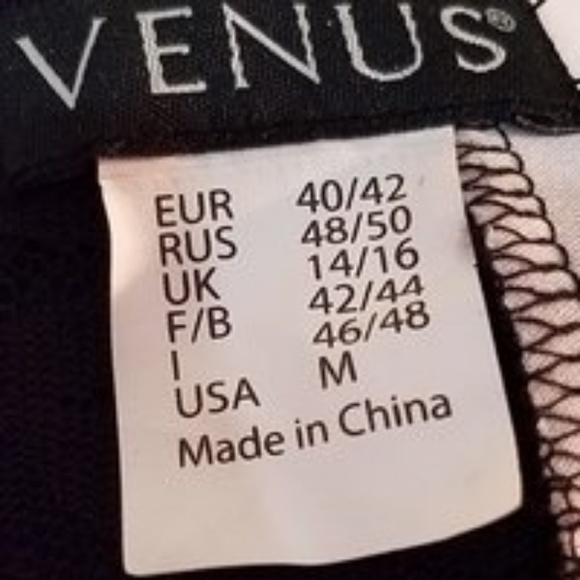 VENUS®
EUR 40/42
RUS 48/50
UK 14/16
F/B 42/44
I 46/48
USA M
Made in China